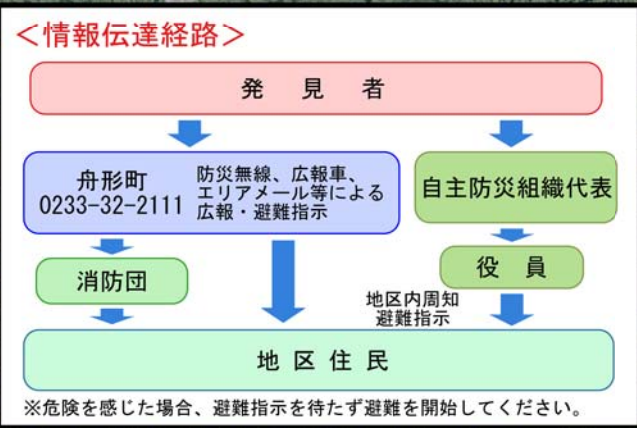 ＜情報伝達経路＞
発 見 者
舟形町
0233-32-2111
防災無線、広報車、
エリアメール等による
広報・避難指示
自主防災組織代表
消防団
役 員
地区内周知
避難指示
地 区 住 民
※危険を感じた場合、避難指示を待たず避難を開始してください。